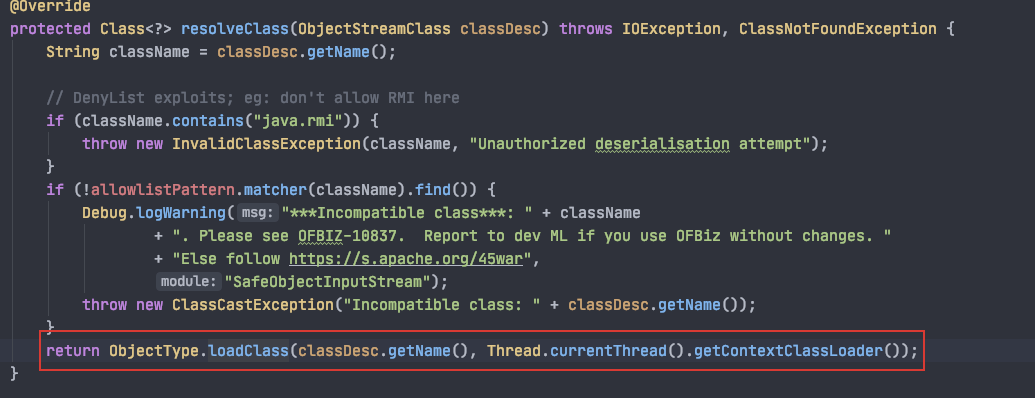 @Override
protected Class<?> resolveClass(ObjectStreamClass classDesc) throws IOException, ClassNotFoundException {
    String className = classDesc.getName();

    // DenyList exploits; eg: don't allow RMI here
    if (className.contains("java.rmi")) {
        throw new InvalidClassException(className, "Unauthorized deserialisation attempt");
    }
    if (!allowlistPattern.matcher(className).find()) {
        Debug.logWarning( msg: "***Incompatible class***: " + className
                + ". Please see OFBIZ-10837.  Report to dev ML if you use OFBiz without changes. "
                + "Else follow https://s.apache.org/45war",
                module: "SafeObjectInputStream");
        throw new ClassCastException("Incompatible class: " + classDesc.getName());
    }
    return ObjectType.loadClass(classDesc.getName(), Thread.currentThread().getContextClassLoader());
}